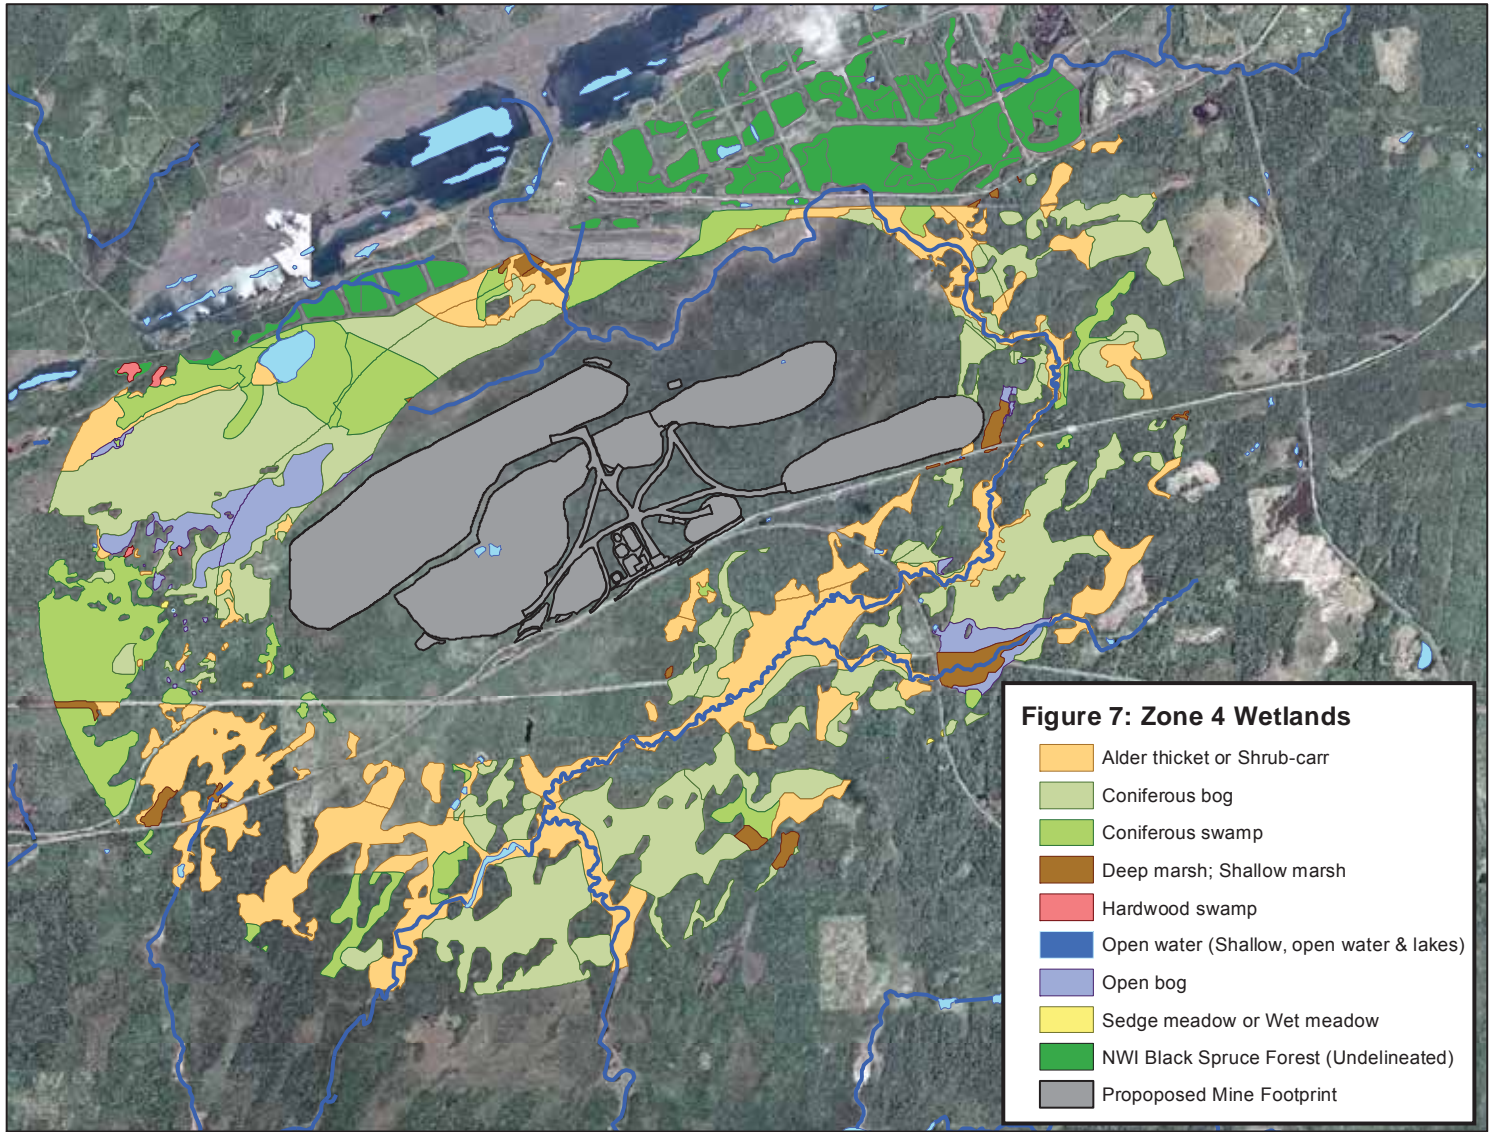 Figure 7: Zone 4 Wetlands
Alder thicket or Shrub-carr
Coniferous bog
Coniferous swamp
Deep marsh; Shallow marsh
Hardwood swamp
Open water (Shallow, open water & lakes)
Open bog
Sedge meadow or Wet meadow
NWI Black Spruce Forest (Undelineated)
Propoposed Mine Footprint